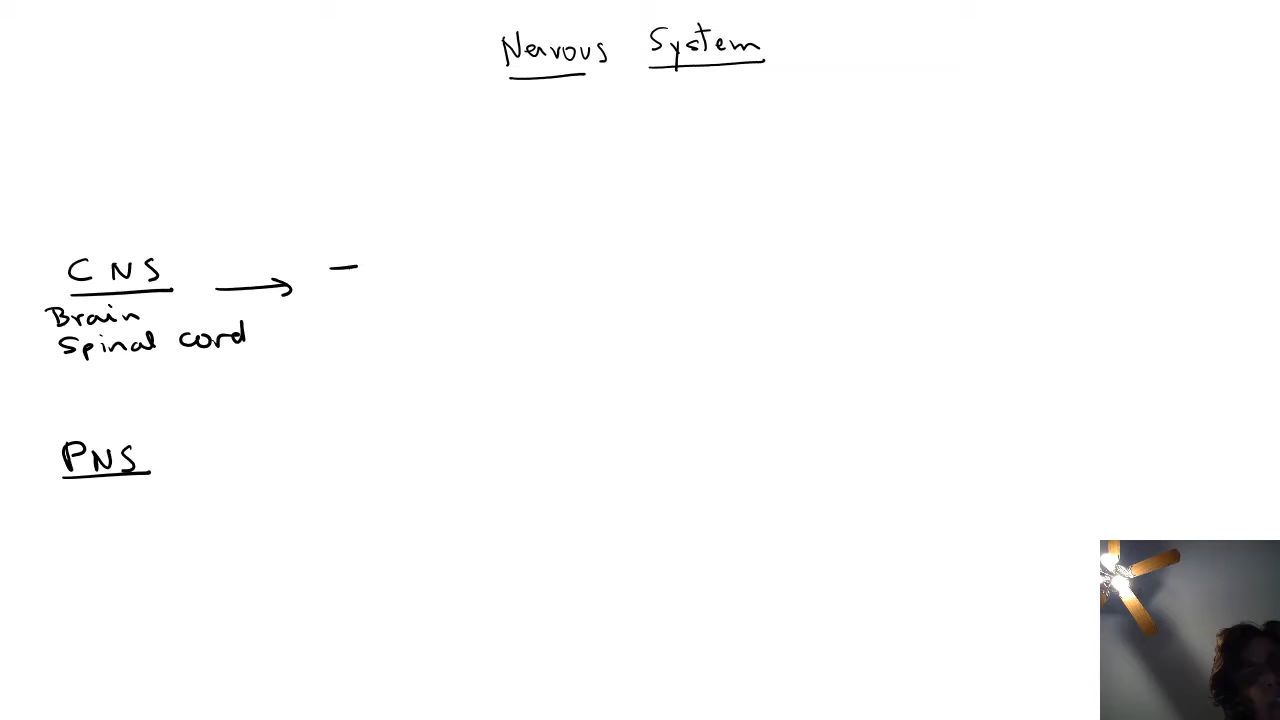 Nervous System
CNS →
Brain
Spinal cord
PNS